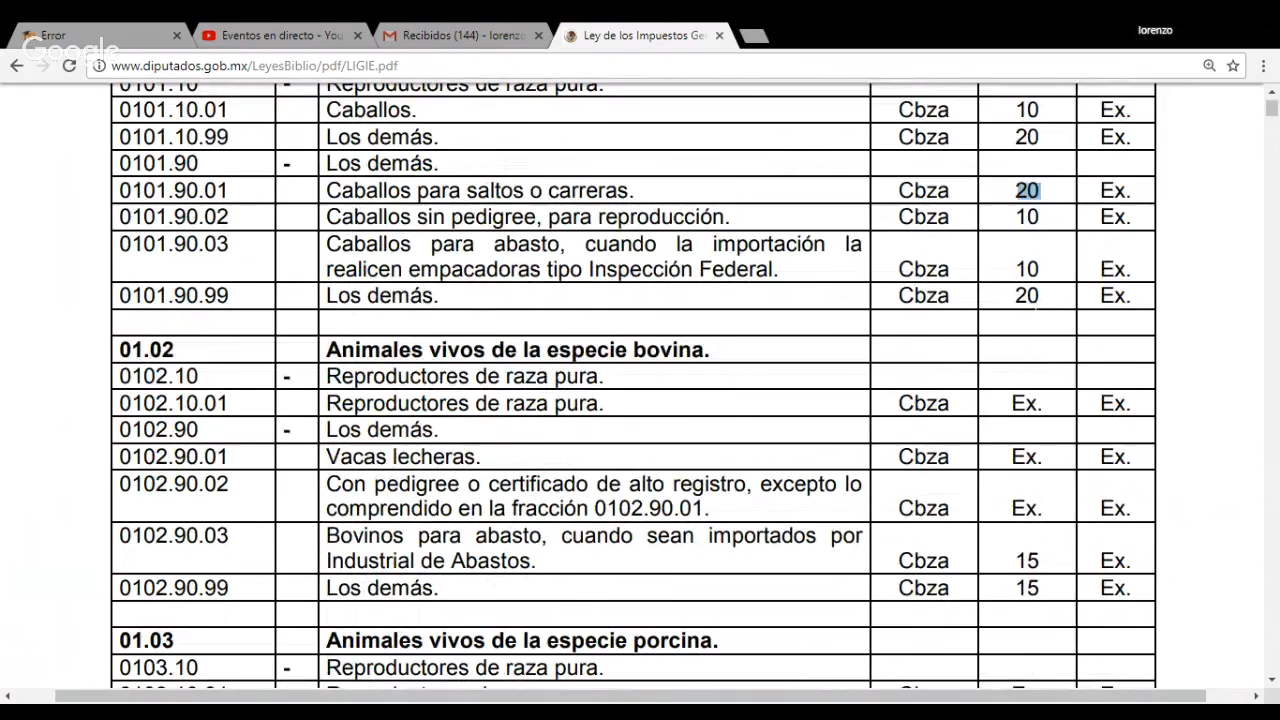 lorenzo
Error
Eventos en directo - You
Recibidos (144) - lorenzo
Ley de los Impuestos Ge
Google
www.diputados.gob.mx/LeyesBiblio/pdf/LIGIE.pdf
0101.10 - Reproductores de raza pura.
0101.10.01 Caballos. Cbza 10 Ex.
0101.10.99 Los demás. Cbza 20 Ex.
0101.90 - Los demás.
0101.90.01 Caballos para saltos o carreras. Cbza 20 Ex.
0101.90.02 Caballos sin pedigree, para reproducción. Cbza 10 Ex.
0101.90.03 Caballos para abasto, cuando la importación la
realicen empacadoras tipo Inspección Federal. Cbza 10 Ex.
0101.90.99 Los demás. Cbza 20 Ex.
01.02 Animales vivos de la especie bovina.
0102.10 - Reproductores de raza pura.
0102.10.01 Reproductores de raza pura. Cbza Ex. Ex.
0102.90 - Los demás.
0102.90.01 Vacas lecheras. Cbza Ex. Ex.
0102.90.02 Con pedigree o certificado de alto registro, excepto lo
comprendido en la fracción 0102.90.01. Cbza Ex. Ex.
0102.90.03 Bovinos para abasto, cuando sean importados por
Industrial de Abastos. Cbza 15 Ex.
0102.90.99 Los demás. Cbza 15 Ex.
01.03 Animales vivos de la especie porcina.
0103.10 - Reproductores de raza pura.